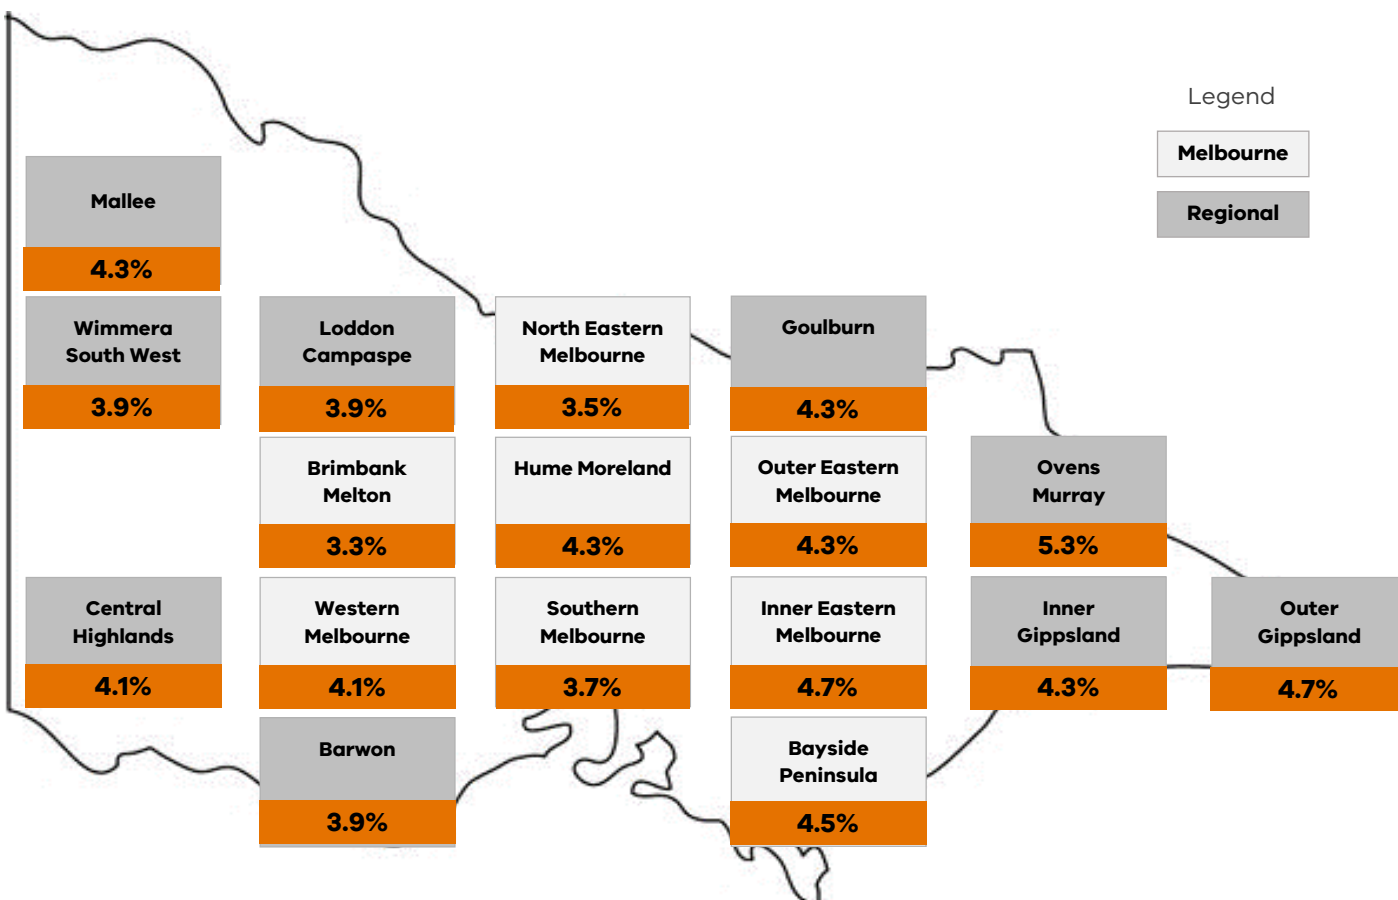 Legend
Melbourne
Regional
Mallee
4.3%
Wimmera
South West
3.9%
Loddon
Campaspe
3.9%
North Eastern
Melbourne
3.5%
Goulburn
4.3%
Brimbank
Melton
3.3%
Hume Moreland
4.3%
Outer Eastern
Melbourne
4.3%
Ovens
Murray
5.3%
Central
Highlands
4.1%
Western
Melbourne
4.1%
Southern
Melbourne
3.7%
Inner Eastern
Melbourne
4.7%
Inner
Gippsland
4.3%
Outer
Gippsland
4.7%
Barwon
3.9%
Bayside
Peninsula
4.5%